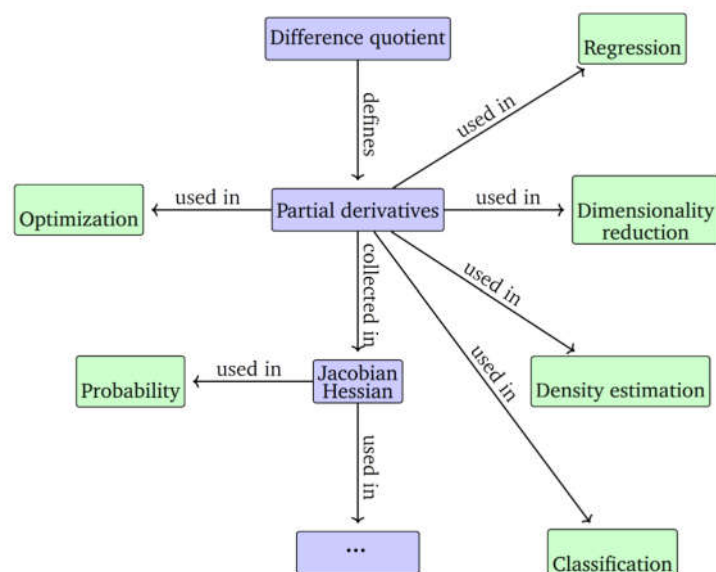 Difference quotient
Regression
defines
used in
Optimization
used in
Partial derivatives
used in
Dimensionality
reduction
collected in
used in
used in
Probability
used in
Jacobian
Hessian
Density estimation
used in
...
Classification